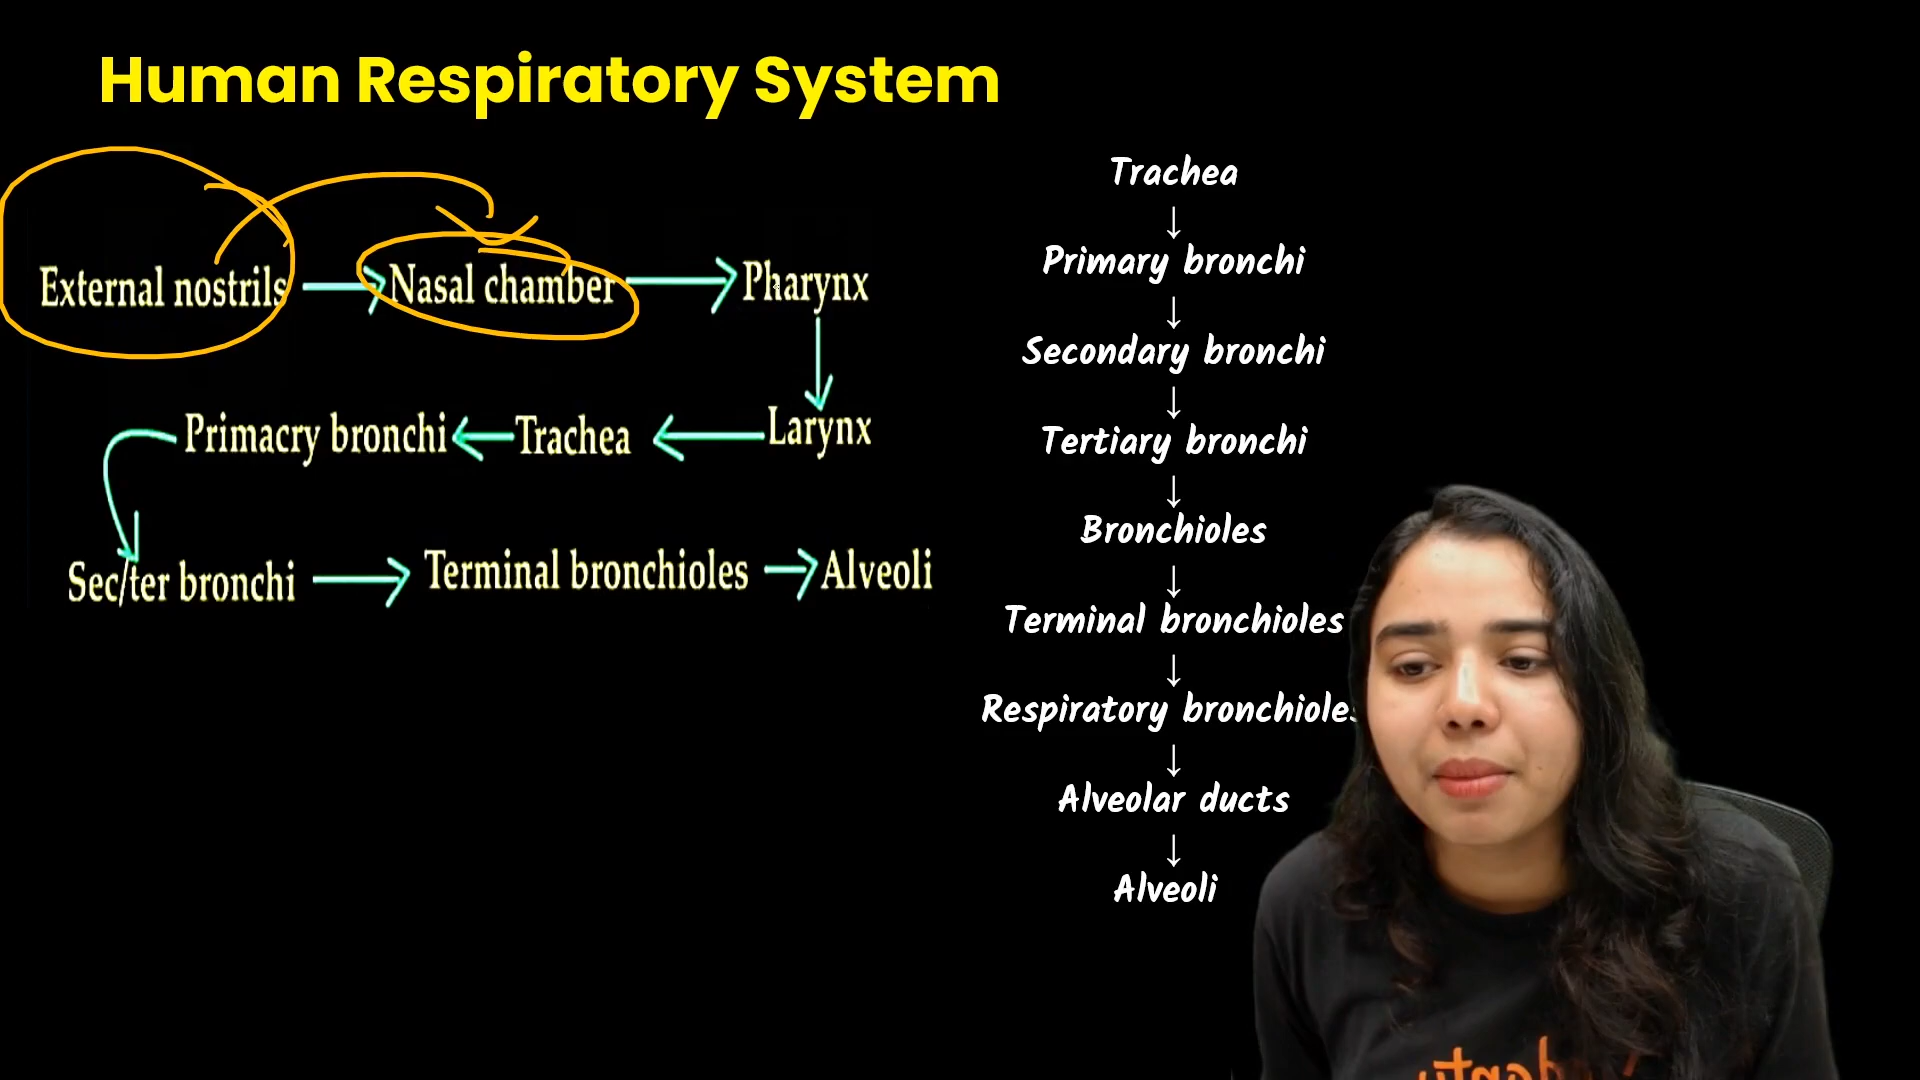 Human Respiratory System
External nostrils → Nasal chamber → Pharynx
Primacry bronchi ← Trachea ← Larynx
Sec/ter bronchi → Terminal bronchioles → Alveoli
Trachea
↓
Primary bronchi
↓
Secondary bronchi
↓
Tertiary bronchi
↓
Bronchioles
↓
Terminal bronchioles
↓
Respiratory bronchioles
↓
Alveolar ducts
↓
Alveoli